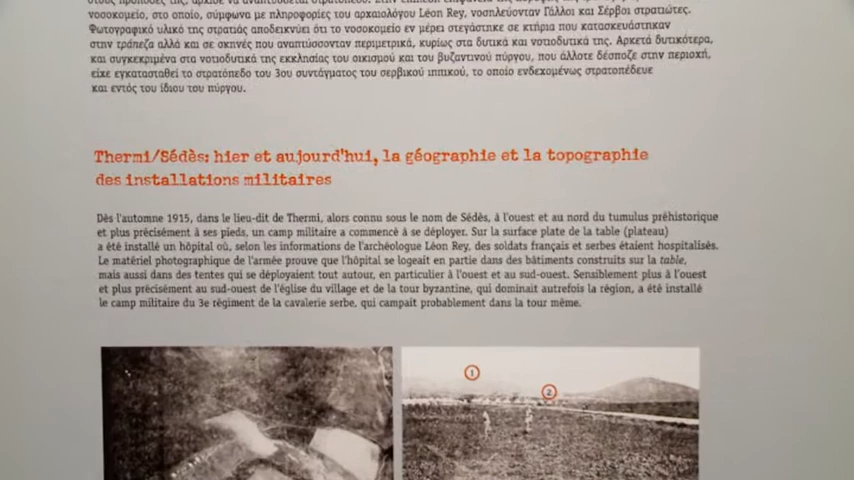 στους πρόποδές της, άρχισε να αναπτύσσεται στρατόπεδο. Στην επίπεδη επιφάνεια της
νοσοκομείο, στο οποίο, σύμφωνα με πληροφορίες του αρχαιολόγου Léon Rey, νοσηλεύονταν Γάλλοι και Σέρβοι στρατιώτες.
Φωτογραφικό υλικό της στρατιάς αποδεικνύει ότι το νοσοκομείο εν μέρει στεγάστηκε σε κτήρια που κατασκευάστηκαν
στην τράπεζα αλλά και σε σκηνές που αναπτύσσονταν περιμετρικά, κυρίως στα δυτικά και νοτιοδυτικά της. Αρκετά δυτικότερα,
και συγκεκριμένα στα νοτιοδυτικά της εκκλησίας του οικισμού και του βυζαντινού πύργου, που άλλοτε δέσποζε στην περιοχή,
είχε εγκατασταθεί το στρατόπεδο του 3ου συντάγματος του σερβικού ιππικού, το οποίο ενδεχομένως στρατοπέδευε
και εντός του ίδιου του πύργου.
Thermi/Sédès: hier et aujourd'hui, la géographie et la topographie
des installations militaires
Dès l'automne 1915, dans le lieu-dit de Thermi, alors connu sous le nom de Sédès, à l'ouest et au nord du tumulus préhistorique
et plus précisément à ses pieds, un camp militaire a commencé à se déployer. Sur la surface plate de la table (plateau)
a été installé un hôpital où, selon les informations de l'archéologue Léon Rey, des soldats français et serbes étaient hospitalisés.
Le matériel photographique de l'armée prouve que l'hôpital se logeait en partie dans des bâtiments construits sur la table,
mais aussi dans des tentes qui se déployaient tout autour, en particulier à l'ouest et au sud-ouest. Sensiblement plus à l'ouest
et plus précisément au sud-ouest de l'église du village et de la tour byzantine, qui dominait autrefois la région, a été installé
le camp militaire du 3e régiment de la cavalerie serbe, qui campait probablement dans la tour même.
1
2